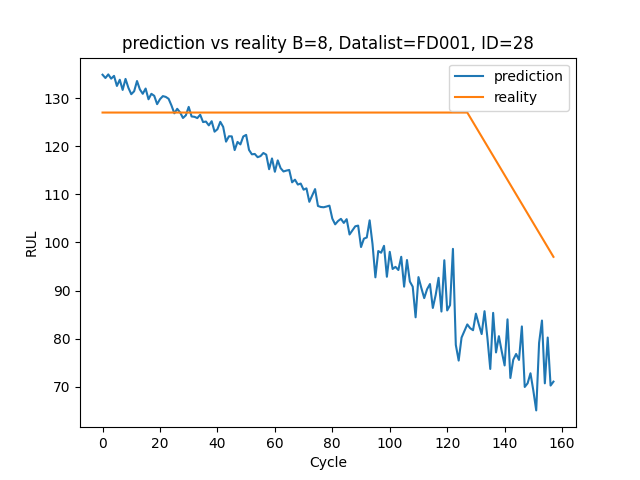 prediction vs reality B=8, Datalist=FD001, ID=28
prediction
reality
130
120
110
100
90
80
70
RUL
0 20 40 60 80 100 120 140 160
Cycle